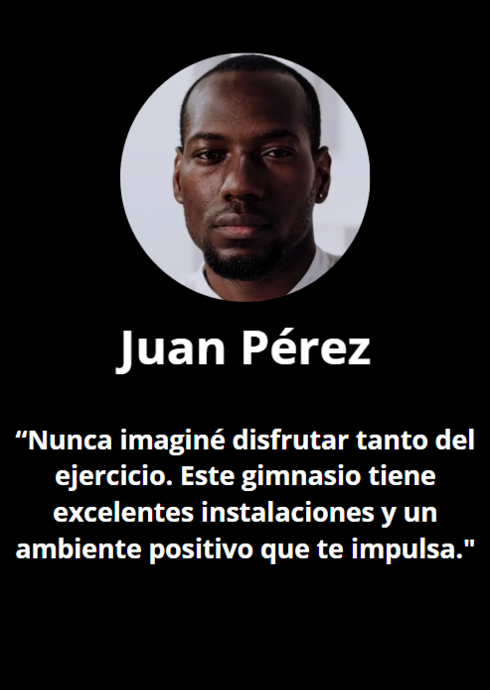 Juan Pérez
“Nunca imaginé disfrutar tanto del
ejercicio. Este gimnasio tiene
excelentes instalaciones y un
ambiente positivo que te impulsa."